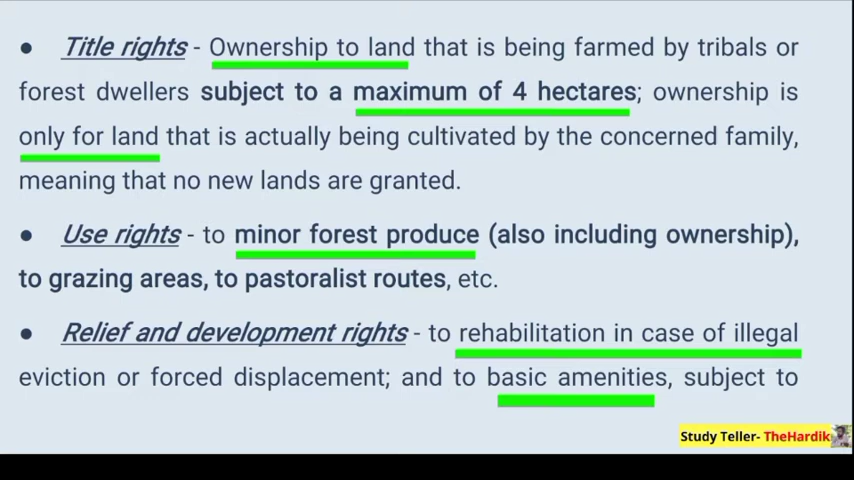 ● Title rights - Ownership to land that is being farmed by tribals or
forest dwellers subject to a maximum of 4 hectares; ownership is
only for land that is actually being cultivated by the concerned family,
meaning that no new lands are granted.
● Use rights - to minor forest produce (also including ownership),
to grazing areas, to pastoralist routes, etc.
● Relief and development rights - to rehabilitation in case of illegal
eviction or forced displacement; and to basic amenities, subject to
Study Teller- TheHardik